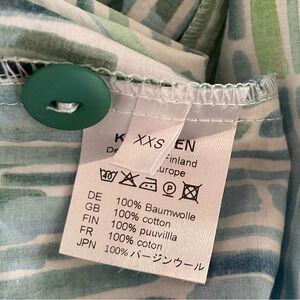 XXS
Finland
DE 100% Baumwolle
GB 100% cotton
FIN 100% puuvilla
FR 100% coton
JPN 100% バージンウール